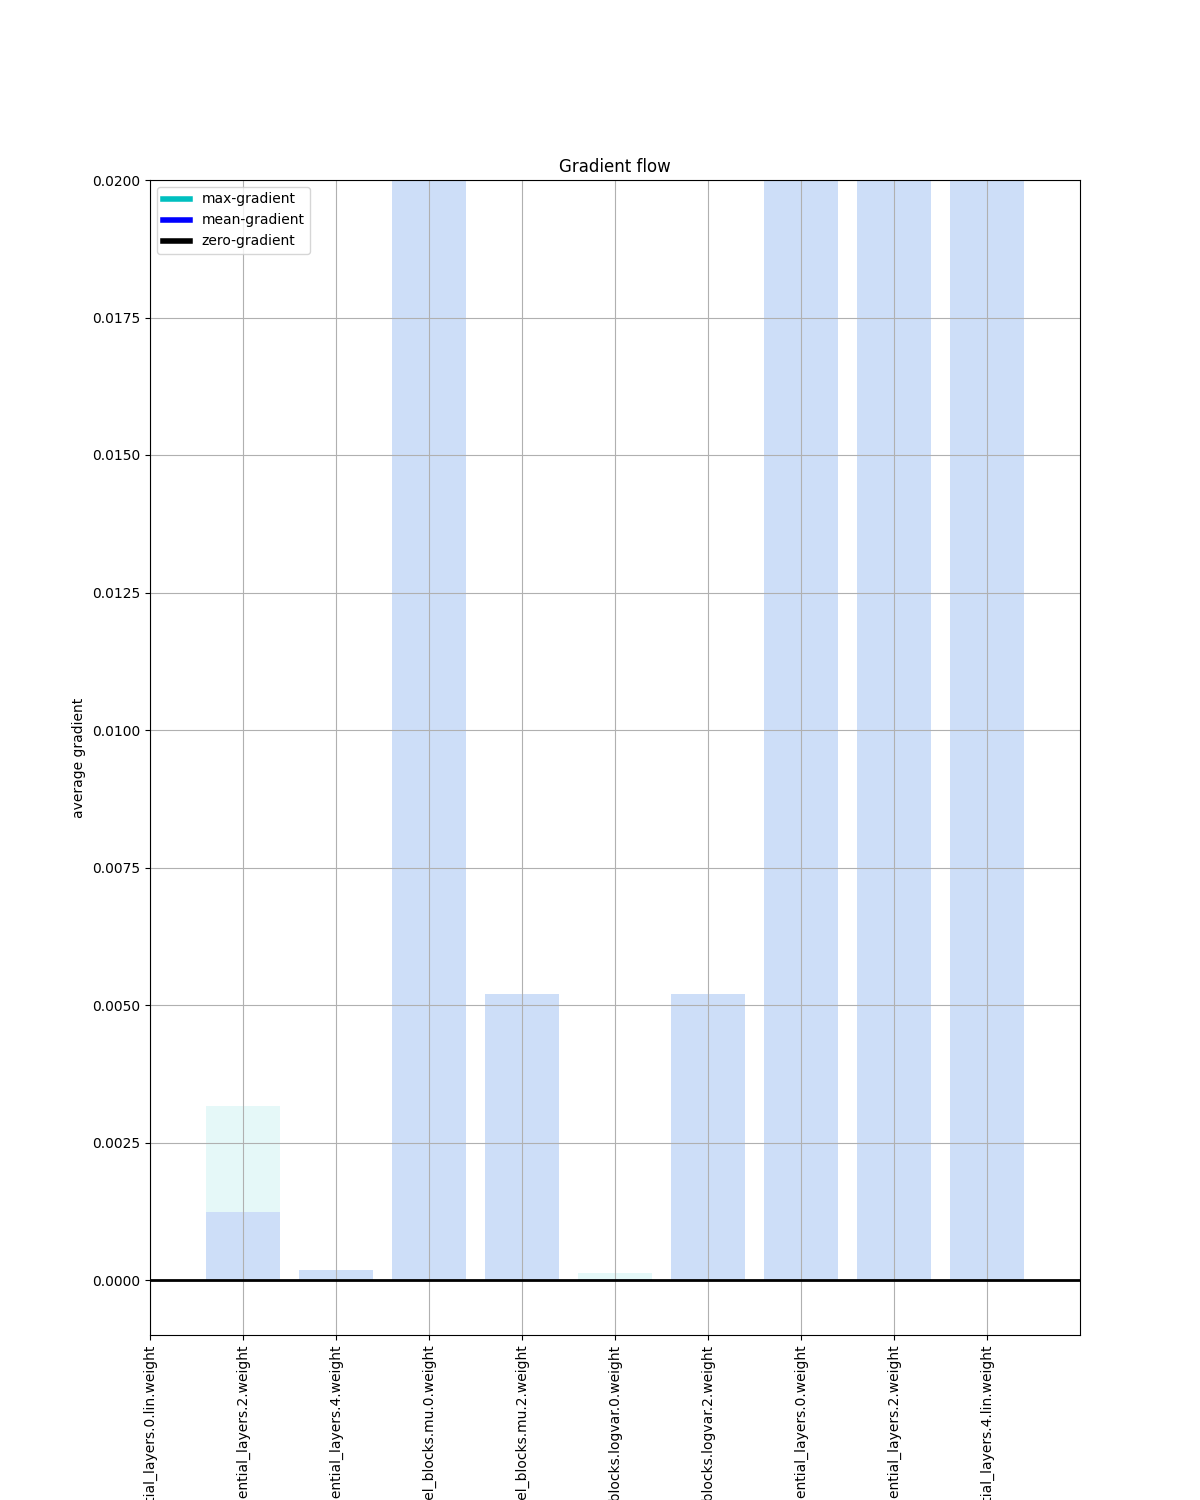 Gradient flow
max-gradient
mean-gradient
zero-gradient
0.0200
0.0175
0.0150
0.0125
0.0100
0.0075
0.0050
0.0025
0.0000
average gradient
tial_layers.0.lin.weight
ential_layers.2.weight
ential_layers.4.weight
el_blocks.mu.0.weight
el_blocks.mu.2.weight
blocks.logvar.0.weight
blocks.logvar.2.weight
ential_layers.0.weight
ential_layers.2.weight
tial_layers.4.lin.weight